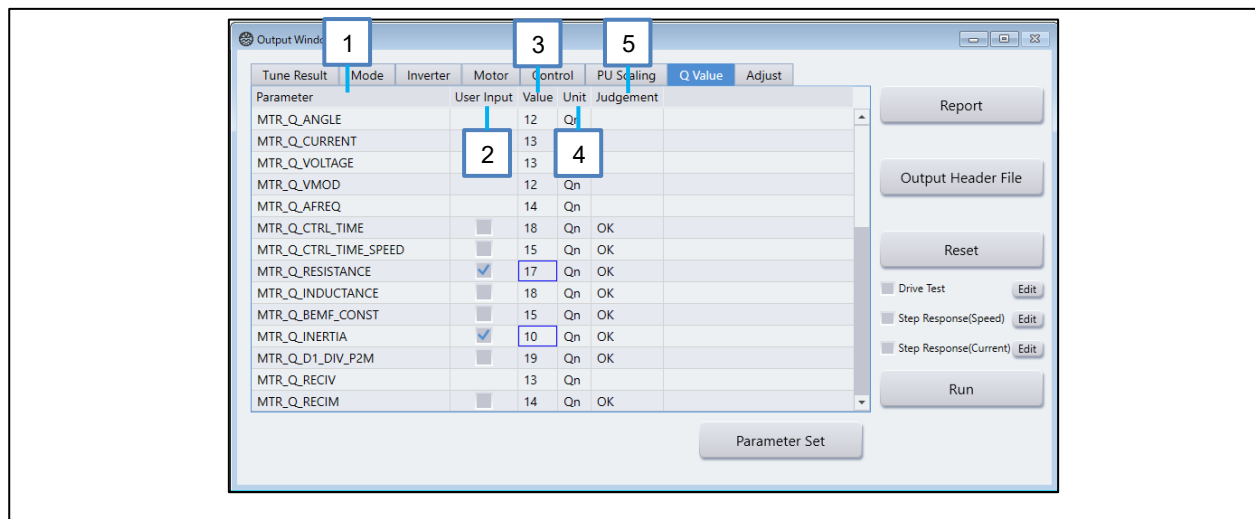 Output Windo
1
3
5
Tune Result Mode Inverter Motor Control PU Scaling Q Value Adjust
Parameter User Input Value Unit Judgement
MTR_Q_ANGLE 12 Qn
MTR_Q_CURRENT 13
2
4
MTR_Q_VOLTAGE 13
MTR_Q_VMOD 12 Qn
MTR_Q_AFREQ 14 Qn
MTR_Q_CTRL_TIME 18 Qn OK
MTR_Q_CTRL_TIME_SPEED 15 Qn OK
MTR_Q_RESISTANCE 17 Qn OK
MTR_Q_INDUCTANCE 18 Qn OK
MTR_Q_BEMF_CONST 15 Qn OK
MTR_Q_INERTIA 10 Qn OK
MTR_Q_D1_DIV_P2M 19 Qn OK
MTR_Q_RECIV 13 Qn
MTR_Q_RECIM 14 Qn OK
Report
Output Header File
Reset
Drive Test Edit
Step Response(Speed) Edit
Step Response(Current) Edit
Run
Parameter Set